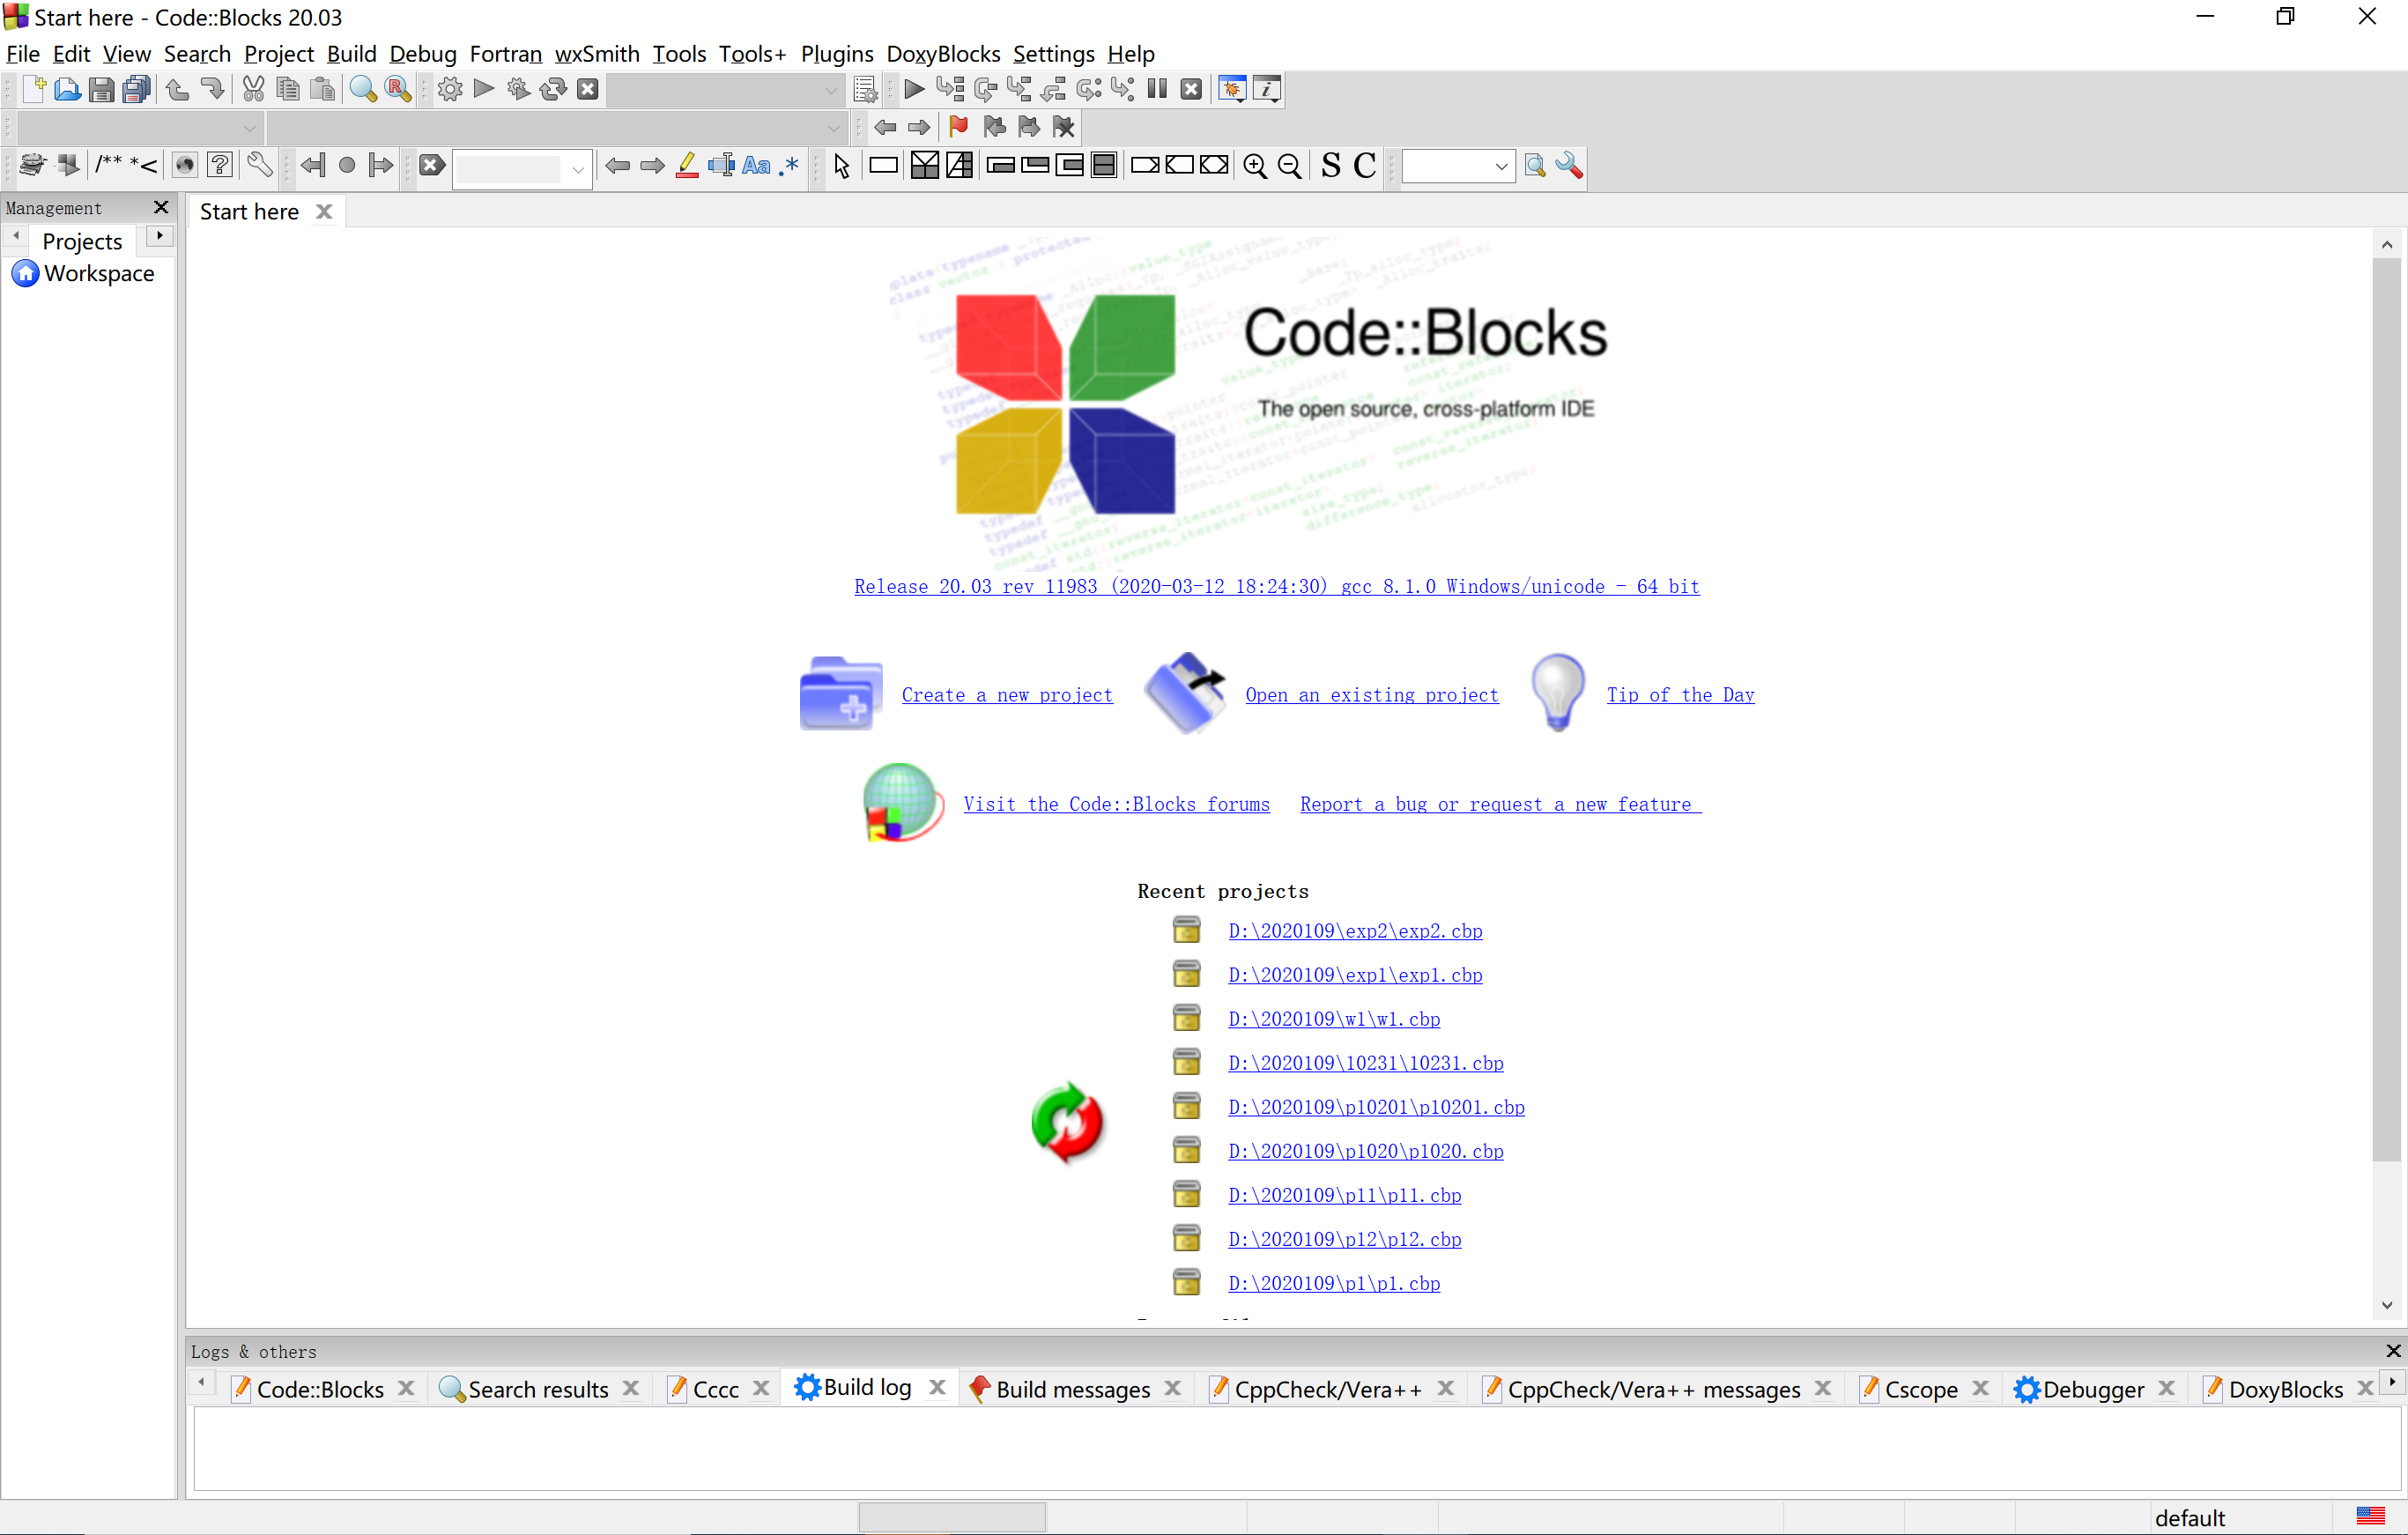 Start here - Code::Blocks 20.03
File Edit View Search Project Build Debug Fortran wxSmith Tools Tools+ Plugins DoxyBlocks Settings Help
/** *<
Aa .*
S C
Management
Start here
Projects
Workspace
Code::Blocks
The open source, cross-platform IDE
Release 20.03 rev 11983 (2020-03-12 18:24:30) gcc 8.1.0 Windows/unicode - 64 bit
Create a new project
Open an existing project
Tip of the Day
Visit the Code::Blocks forums
Report a bug or request a new feature
Recent projects
D:\2020109\exp2\exp2.cbp
D:\2020109\exp1\exp1.cbp
D:\2020109\w1\w1.cbp
D:\2020109\10231\10231.cbp
D:\2020109\p10201\p10201.cbp
D:\2020109\p1020\p1020.cbp
D:\2020109\p11\p11.cbp
D:\2020109\p12\p12.cbp
D:\2020109\p1\p1.cbp
Logs & others
Code::Blocks
Search results
Cccc
Build log
Build messages
CppCheck/Vera++
CppCheck/Vera++ messages
Cscope
Debugger
DoxyBlocks
default